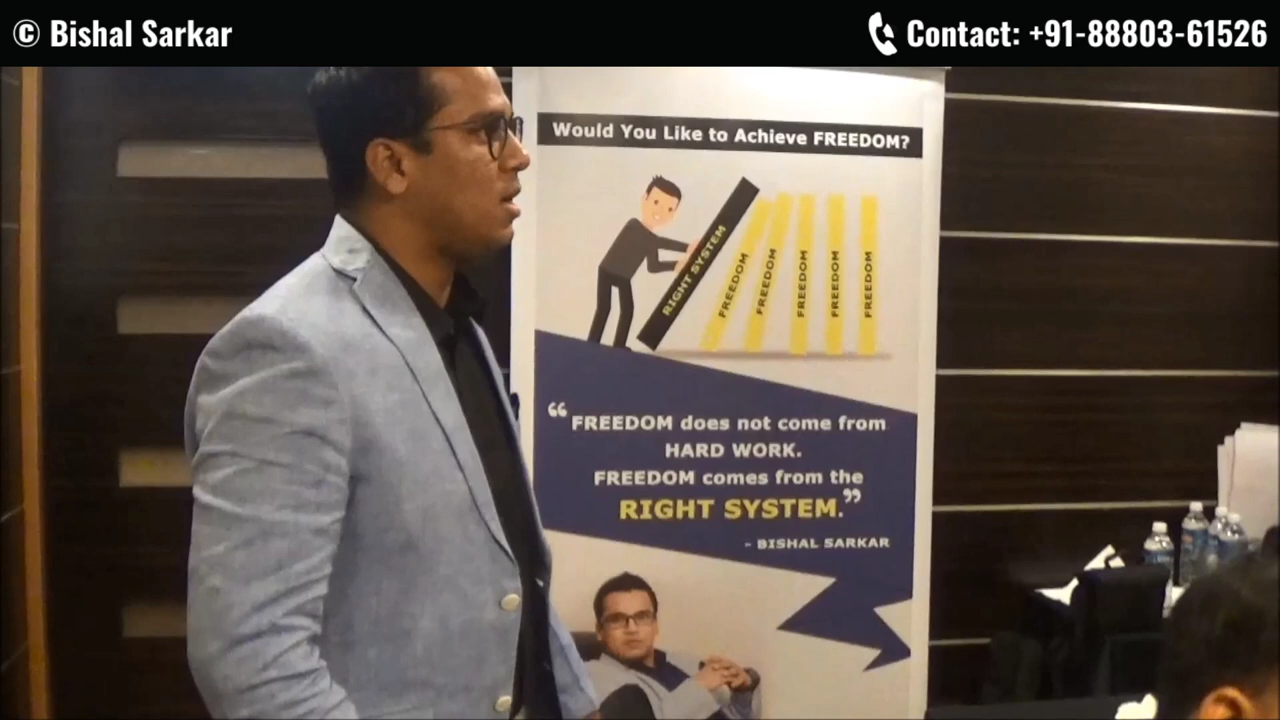 © Bishal Sarkar
Contact: +91-88803-61526
Would You Like to Achieve FREEDOM?
RIGHT SYSTEM
FREEDOM
FREEDOM
FREEDOM
FREEDOM
FREEDOM
“FREEDOM does not come from
HARD WORK.
FREEDOM comes from the
RIGHT SYSTEM.”
- BISHAL SARKAR